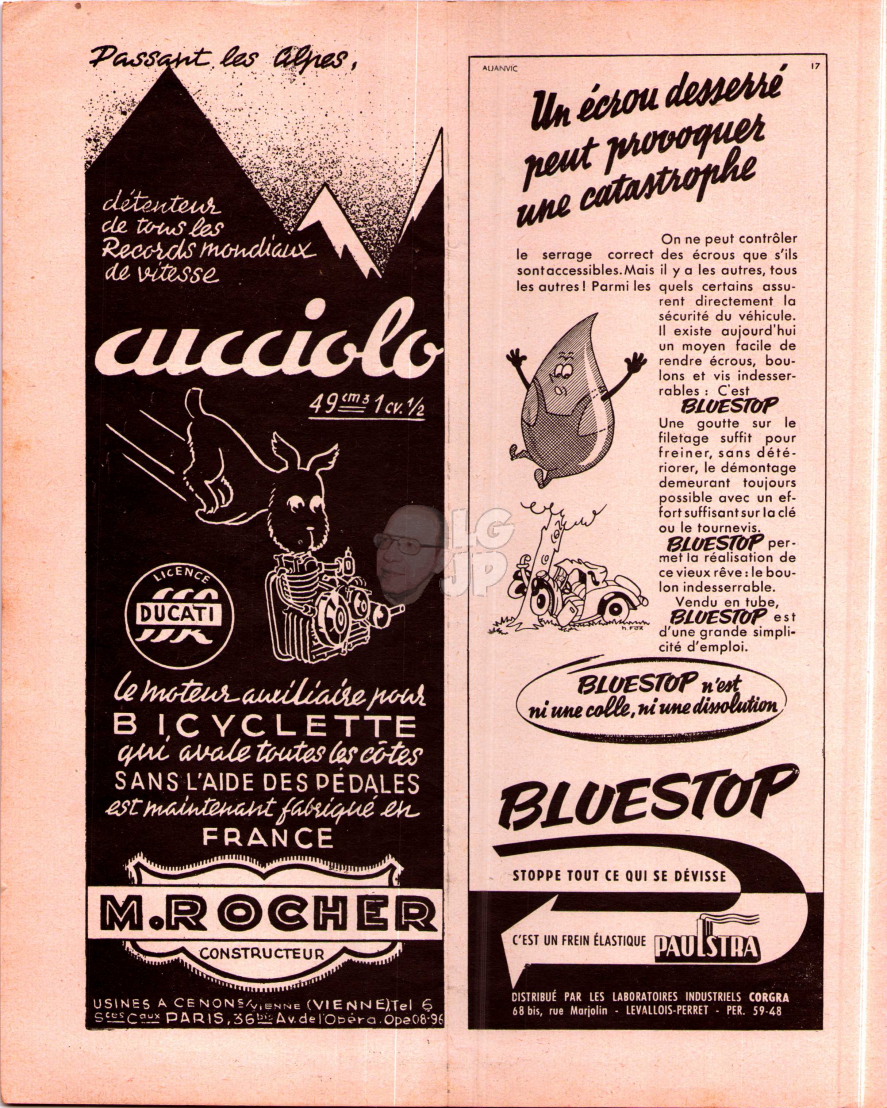 Passant les Alpes,
détenteur
de tous les
Records mondiaux
de vitesse
cucciolo
49 cm3 1 cv. 1/2
LICENCE
DUCATI
le moteur auxiliaire pour
BICYCLETTE
qui avale toutes les côtes
SANS L'AIDE DES PÉDALES
est maintenant fabriqué en
FRANCE
M.ROCHER
CONSTRUCTEUR
USINES A CENONS/VIENNE (VIENNE) Tel 6
Stes Caux PARIS, 36bis Av. de l'Opéra. Ope 08-96
LG
JP
AUANVIC 17
Un écrou desserré
peut provoquer
une catastrophe
On ne peut contrôler
le serrage correct des écrous que s'ils
sont accessibles. Mais il y a les autres, tous
les autres ! Parmi les quels certains assu-
rent directement la
sécurité du véhicule.
Il existe aujourd'hui
un moyen facile de
rendre écrous, bou-
lons et vis indesser-
rables : C'est
BLUESTOP
Une goutte sur le
filetage suffit pour
freiner, sans dété-
riorer, le démontage
demeurant toujours
possible avec un ef-
fort suffisant sur la clé
ou le tournevis.
BLUESTOP per-
met la réalisation de
ce vieux rêve : le bou-
lon indesserrable.
Vendu en tube,
BLUESTOP est
d'une grande simpli-
cité d'emploi.
BLUESTOP n'est
ni une colle, ni une dissolution
BLUESTOP
STOPPE TOUT CE QUI SE DÉVISSE
C'EST UN FREIN ÉLASTIQUE PAULSTRA
DISTRIBUÉ PAR LES LABORATOIRES INDUSTRIELS CORGRA
68 bis, rue Marjolin - LEVALLOIS-PERRET - PER. 59-48